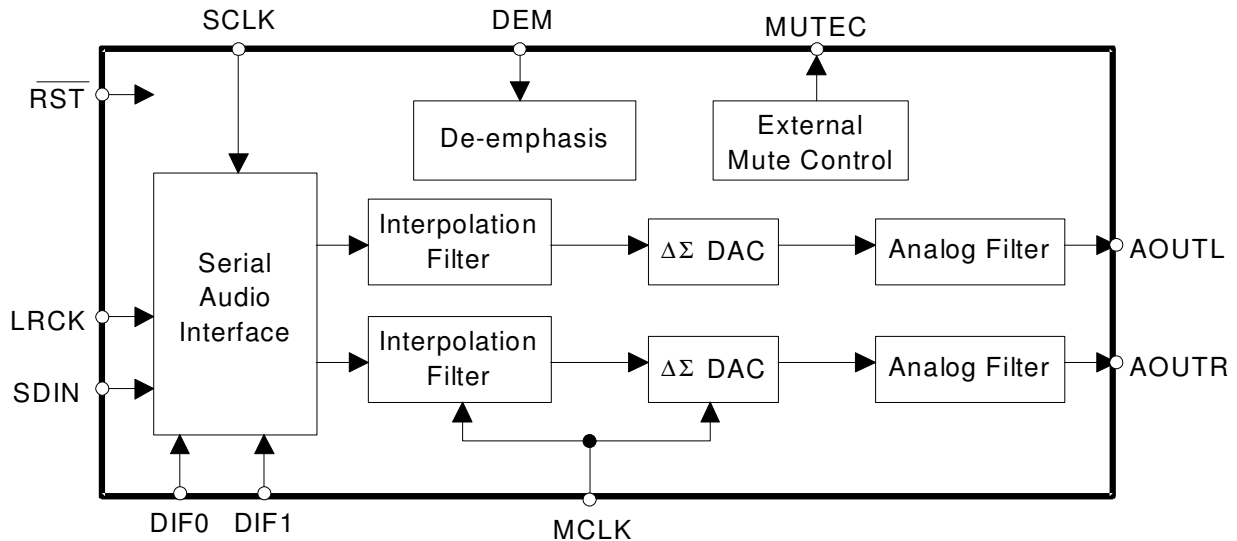 SCLK
DEM
MUTEC
RST
De-emphasis
External
Mute Control
Serial
Audio
Interface
Interpolation
Filter
ΔΣ DAC
Analog Filter
AOUTL
LRCK
SDIN
Interpolation
Filter
ΔΣ DAC
Analog Filter
AOUTR
DIF0
DIF1
MCLK